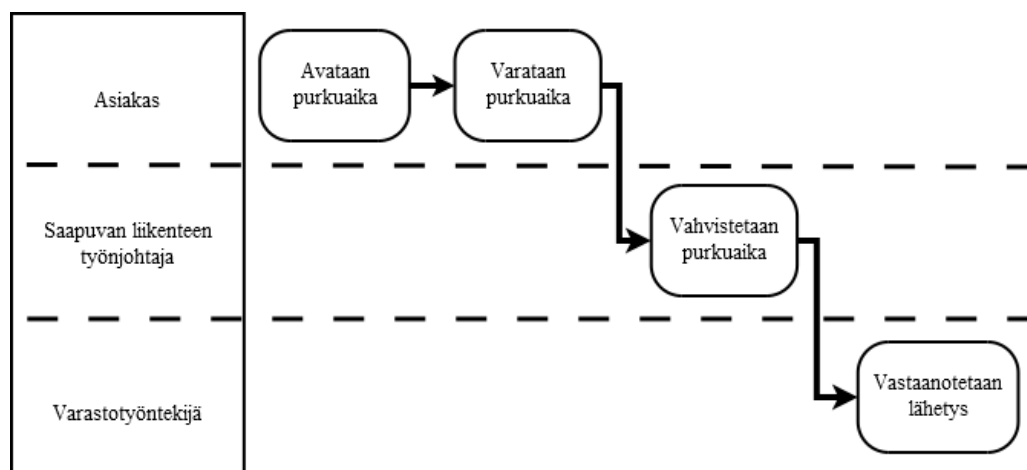 Asiakas
Avataan
purkuaika
Varataan
purkuaika
Saapuvan liikenteen
työnjohtaja
Vahvistetaan
purkuaika
Varastotyöntekijä
Vastaanotetaan
lähetys